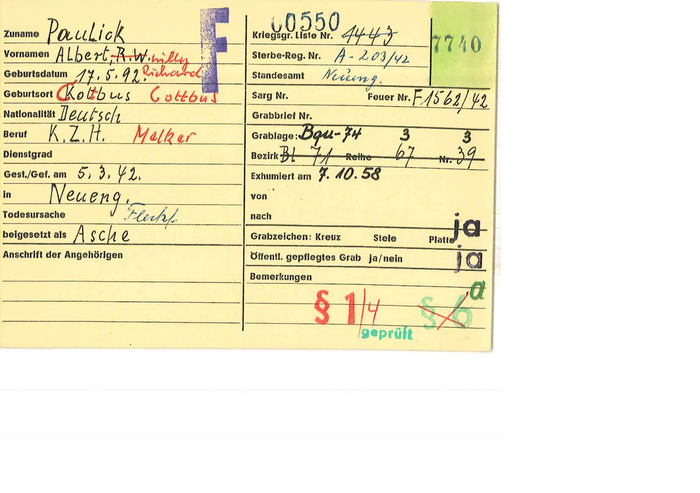 Zuname Paulick
Vornamen Albert, R.W. willy
Richard
Geburtsdatum 17.5.92.
Geburtsort Kottbus Cottbus
Nationalität Deutsch
Beruf K.Z.H. Melker
Dienstgrad
Gest./Gef. am 5.3.42.
in Neueng.
Todesursache
beigesetzt als Asche
Anschrift der Angehörigen
F
00550
Kriegsgr. Liste Nr. 4443
7740
Sterbe-Reg. Nr. A-203/42
Standesamt Neueng.
Sarg Nr. Feuer Nr. F 1562/42
Grabbrief Nr.
Grablage: Bqu-74 3 3
Bezirk Bl 71 Reihe 67 Nr. 39
Exhumiert am 7.10.58
von
nach
Grabzeichen: Kreuz Stele Platte ja
Öffentl. gepflegtes Grab ja/nein ja
Bemerkungen a
§ 1/4 § 6
geprüft